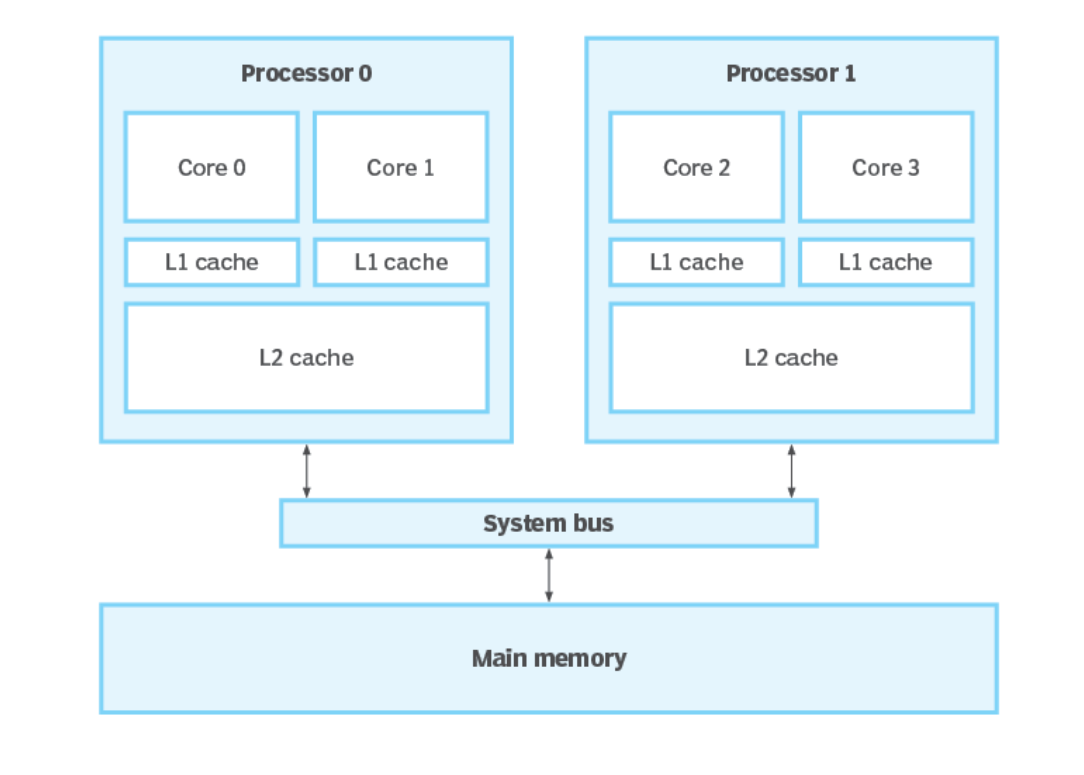 Processor 0
Processor 1
Core 0
Core 1
Core 2
Core 3
L1 cache
L1 cache
L1 cache
L1 cache
L2 cache
L2 cache
System bus
Main memory